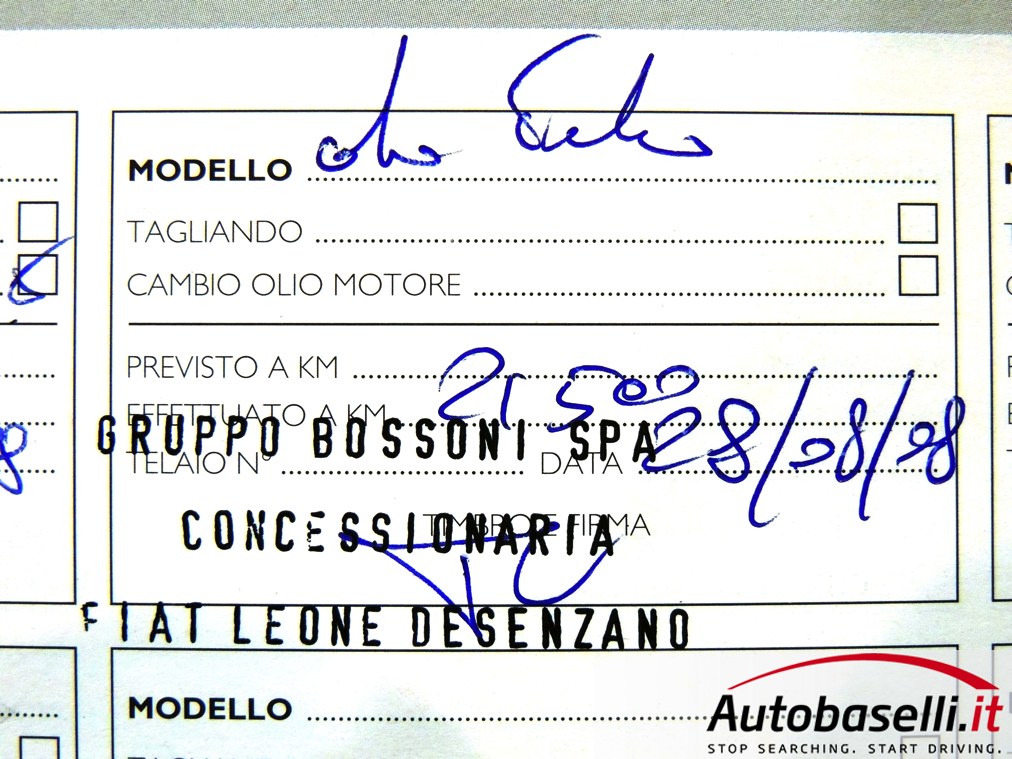 MODELLO
TAGLIANDO
CAMBIO OLIO MOTORE
PREVISTO A KM
21 500
EFFETTUATO A KM
GRUPPO BOSSONI SPA
TELAIO N° DATA 28/08/08
TIMBRO E FIRMA
CONCESSIONARIA
FIAT LEONE DESENZANO
MODELLO
Autobaselli.it
STOP SEARCHING. START DRIVING.